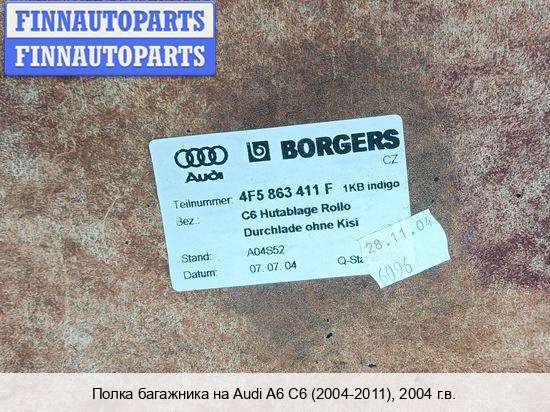 FINNAUTOPARTS
FINNAUTOPARTS
Audi BORGERS
CZ
Teilnummer: 4F5 863 411 F 1KB indigo
Bez.: C6 Hutablage Rollo
Durchlade ohne Kisi
Stand: A04S52
Datum: 07. 07. 04 Q-Sta
28.11.04
6096
Полка багажника на Audi A6 C6 (2004-2011), 2004 г.в.